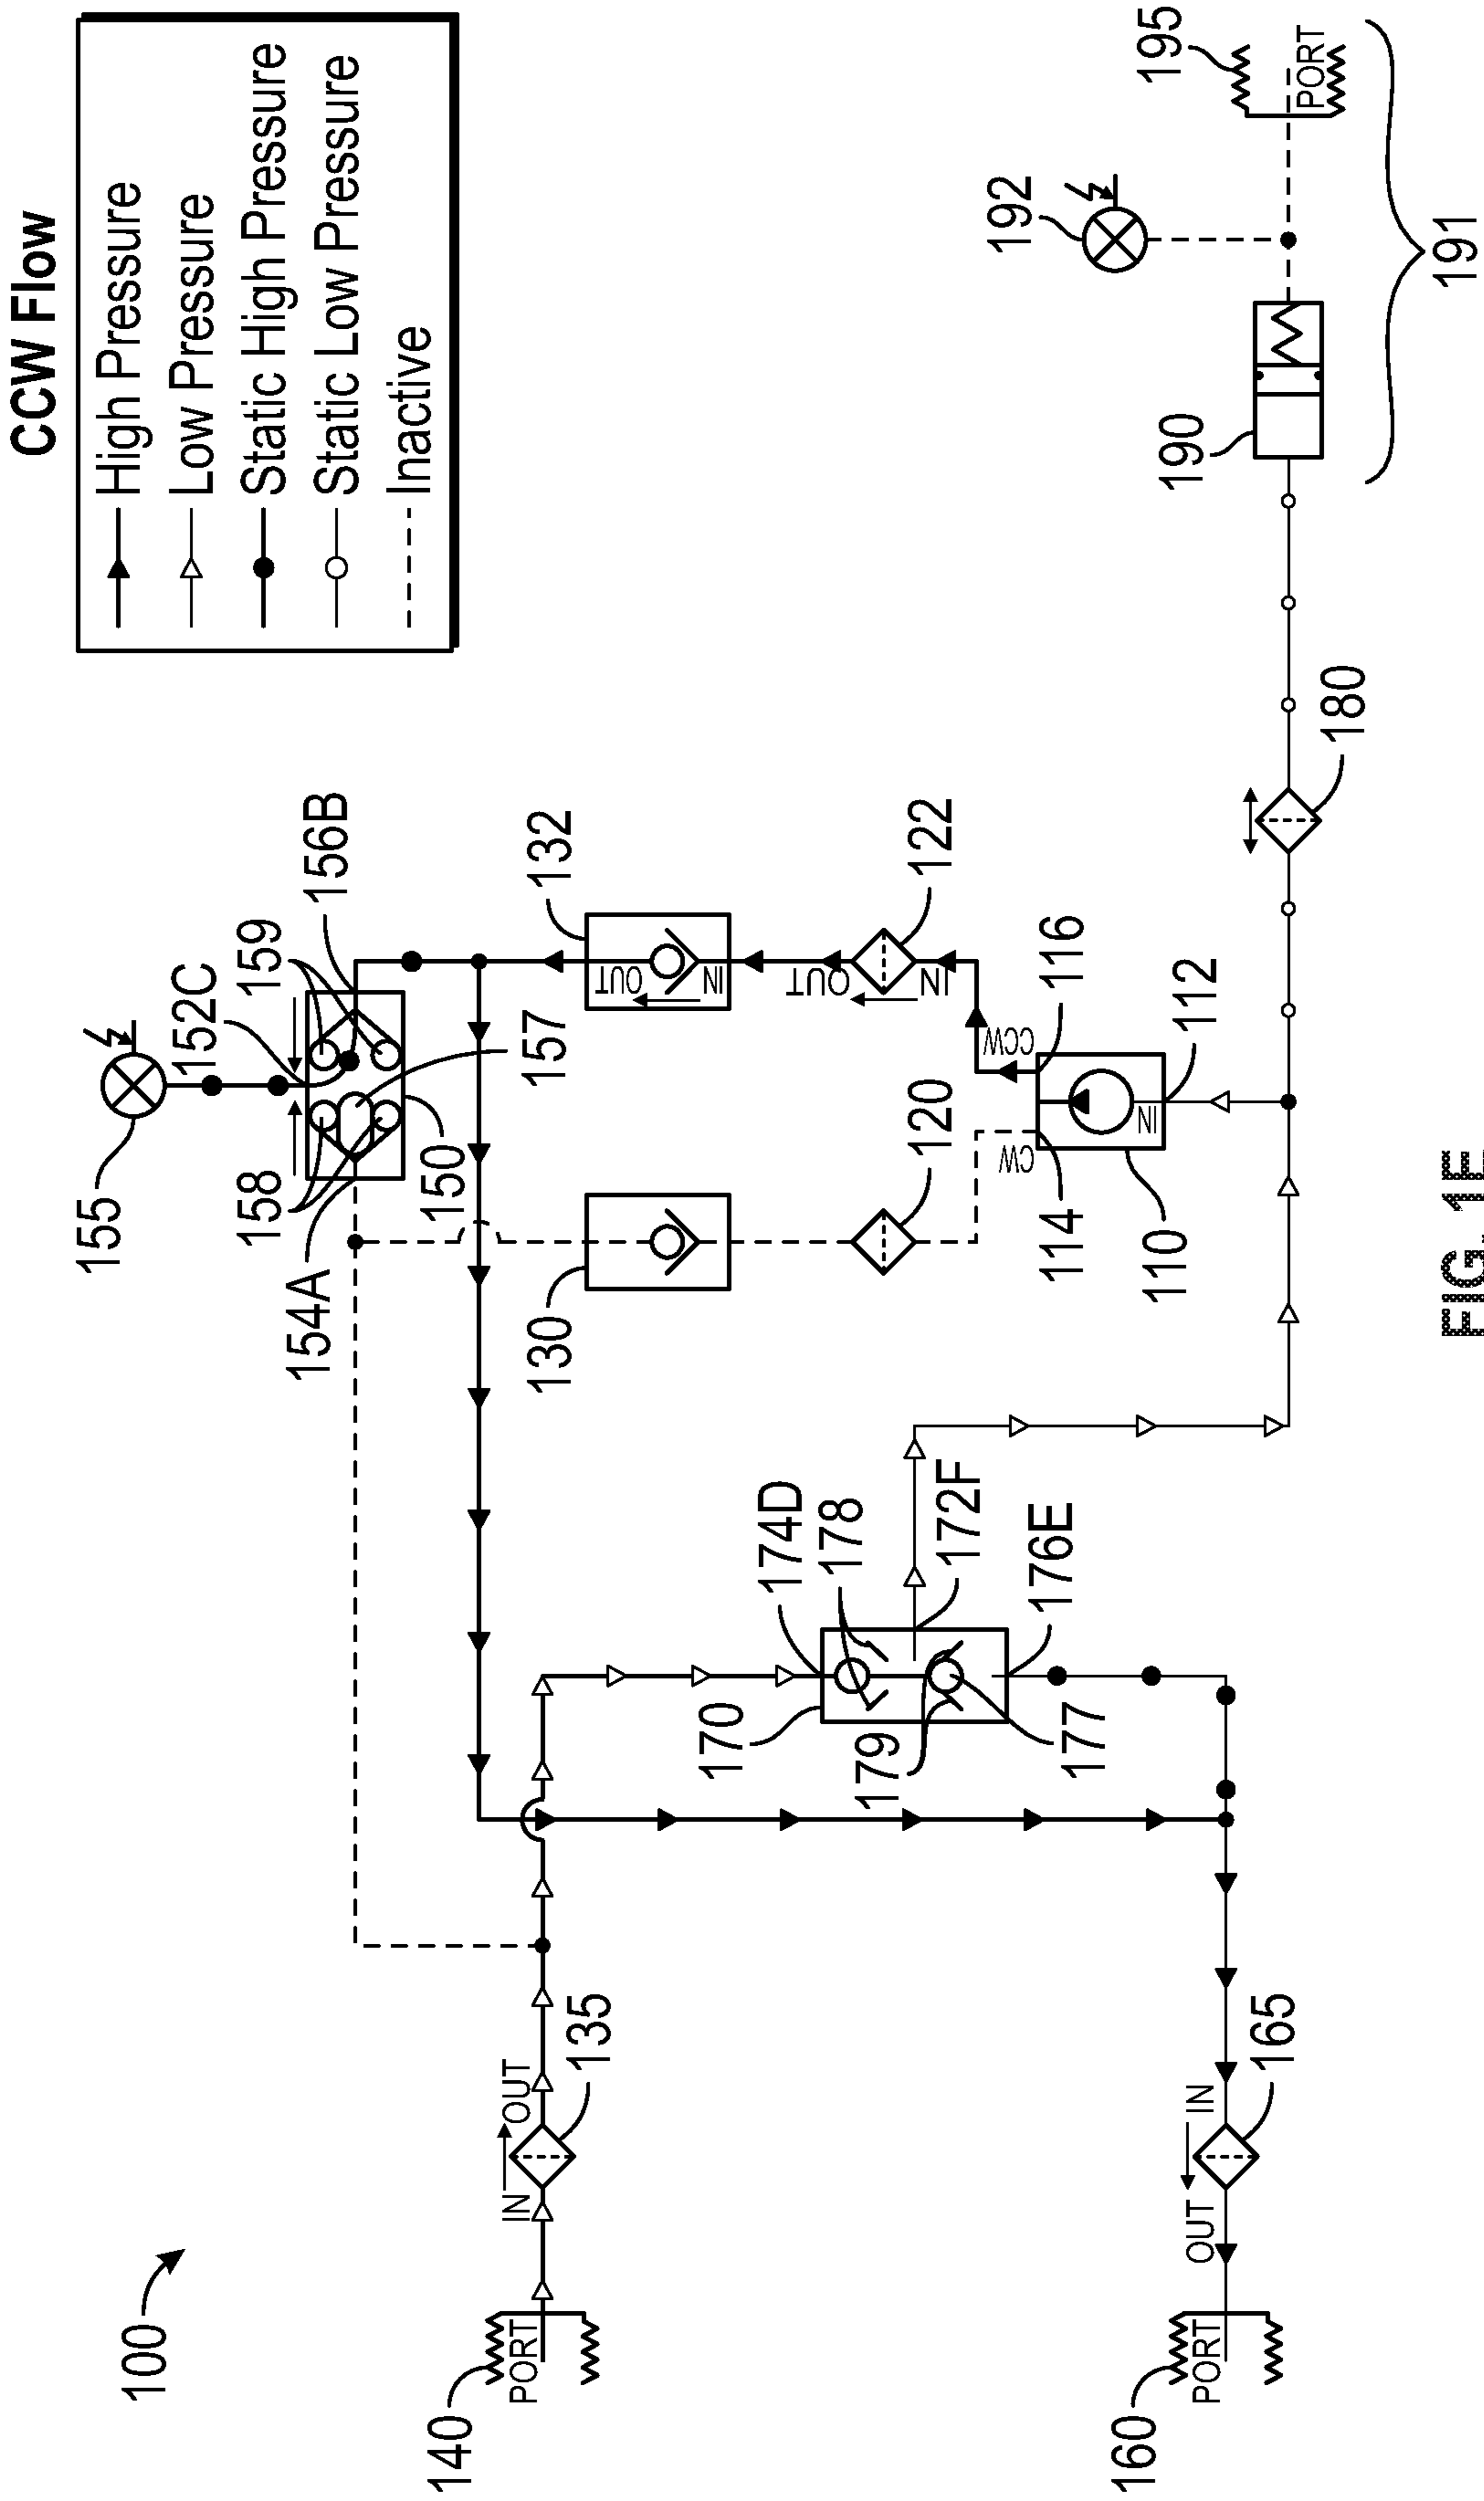 CCW Flow
High Pressure
Low Pressure
Static High Pressure
Static Low Pressure
Inactive
100
155
152C
159
156B
158
154A
150
157
132
OUT
IN
130
122
OUT
IN
120
CCW
116
CW
114
IN
112
110
140
PORT
IN
OUT
135
170
174D
178
172F
176E
179
177
160
PORT
OUT
IN
165
180
190
192
195
PORT
191